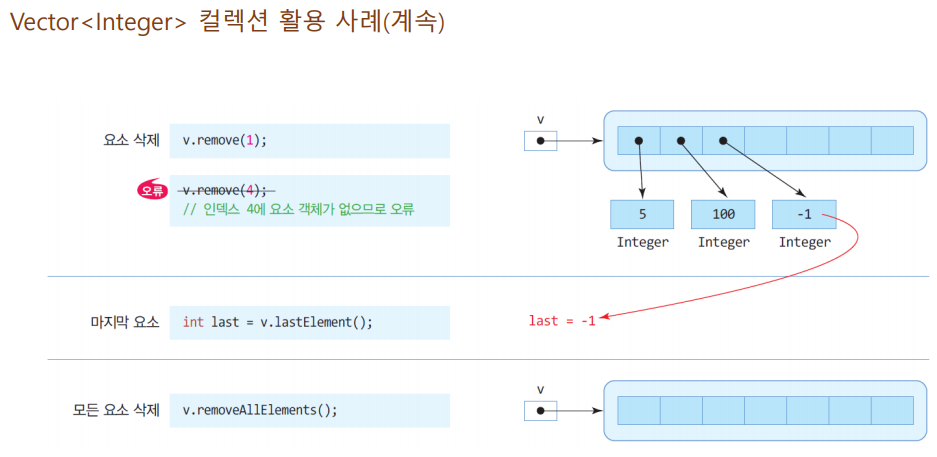 Vector<Integer> 컬렉션 활용 사례(계속)
요소 삭제
v.remove(1);
v
오류
v.remove(4);
// 인덱스 4에 요소 객체가 없으므로 오류
5
100
-1
Integer
Integer
Integer
마지막 요소
int last = v.lastElement();
last = -1
모든 요소 삭제
v.removeAllElements();
v